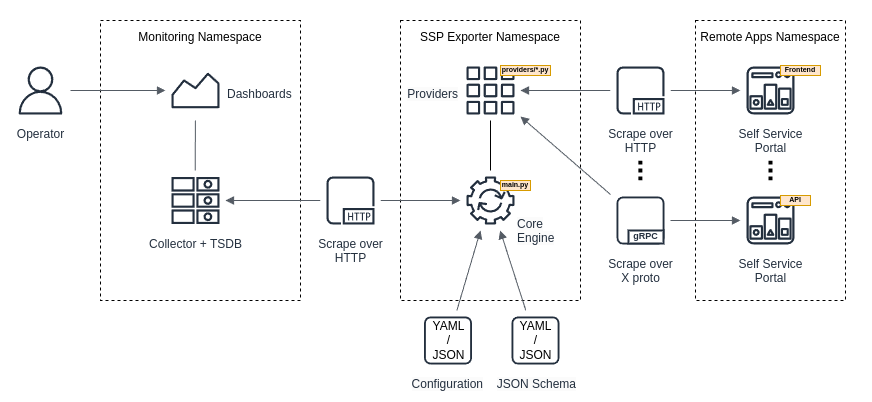 Monitoring Namespace
SSP Exporter Namespace
Remote Apps Namespace
Operator
Dashboards
Providers
providers/*.py
HTTP
Scrape over
HTTP
Frontend
Self Service
Portal
Collector + TSDB
HTTP
Scrape over
HTTP
main.py
Core
Engine
gRPC
Scrape over
X proto
API
Self Service
Portal
YAML
/
JSON
Configuration
YAML
/
JSON
JSON Schema